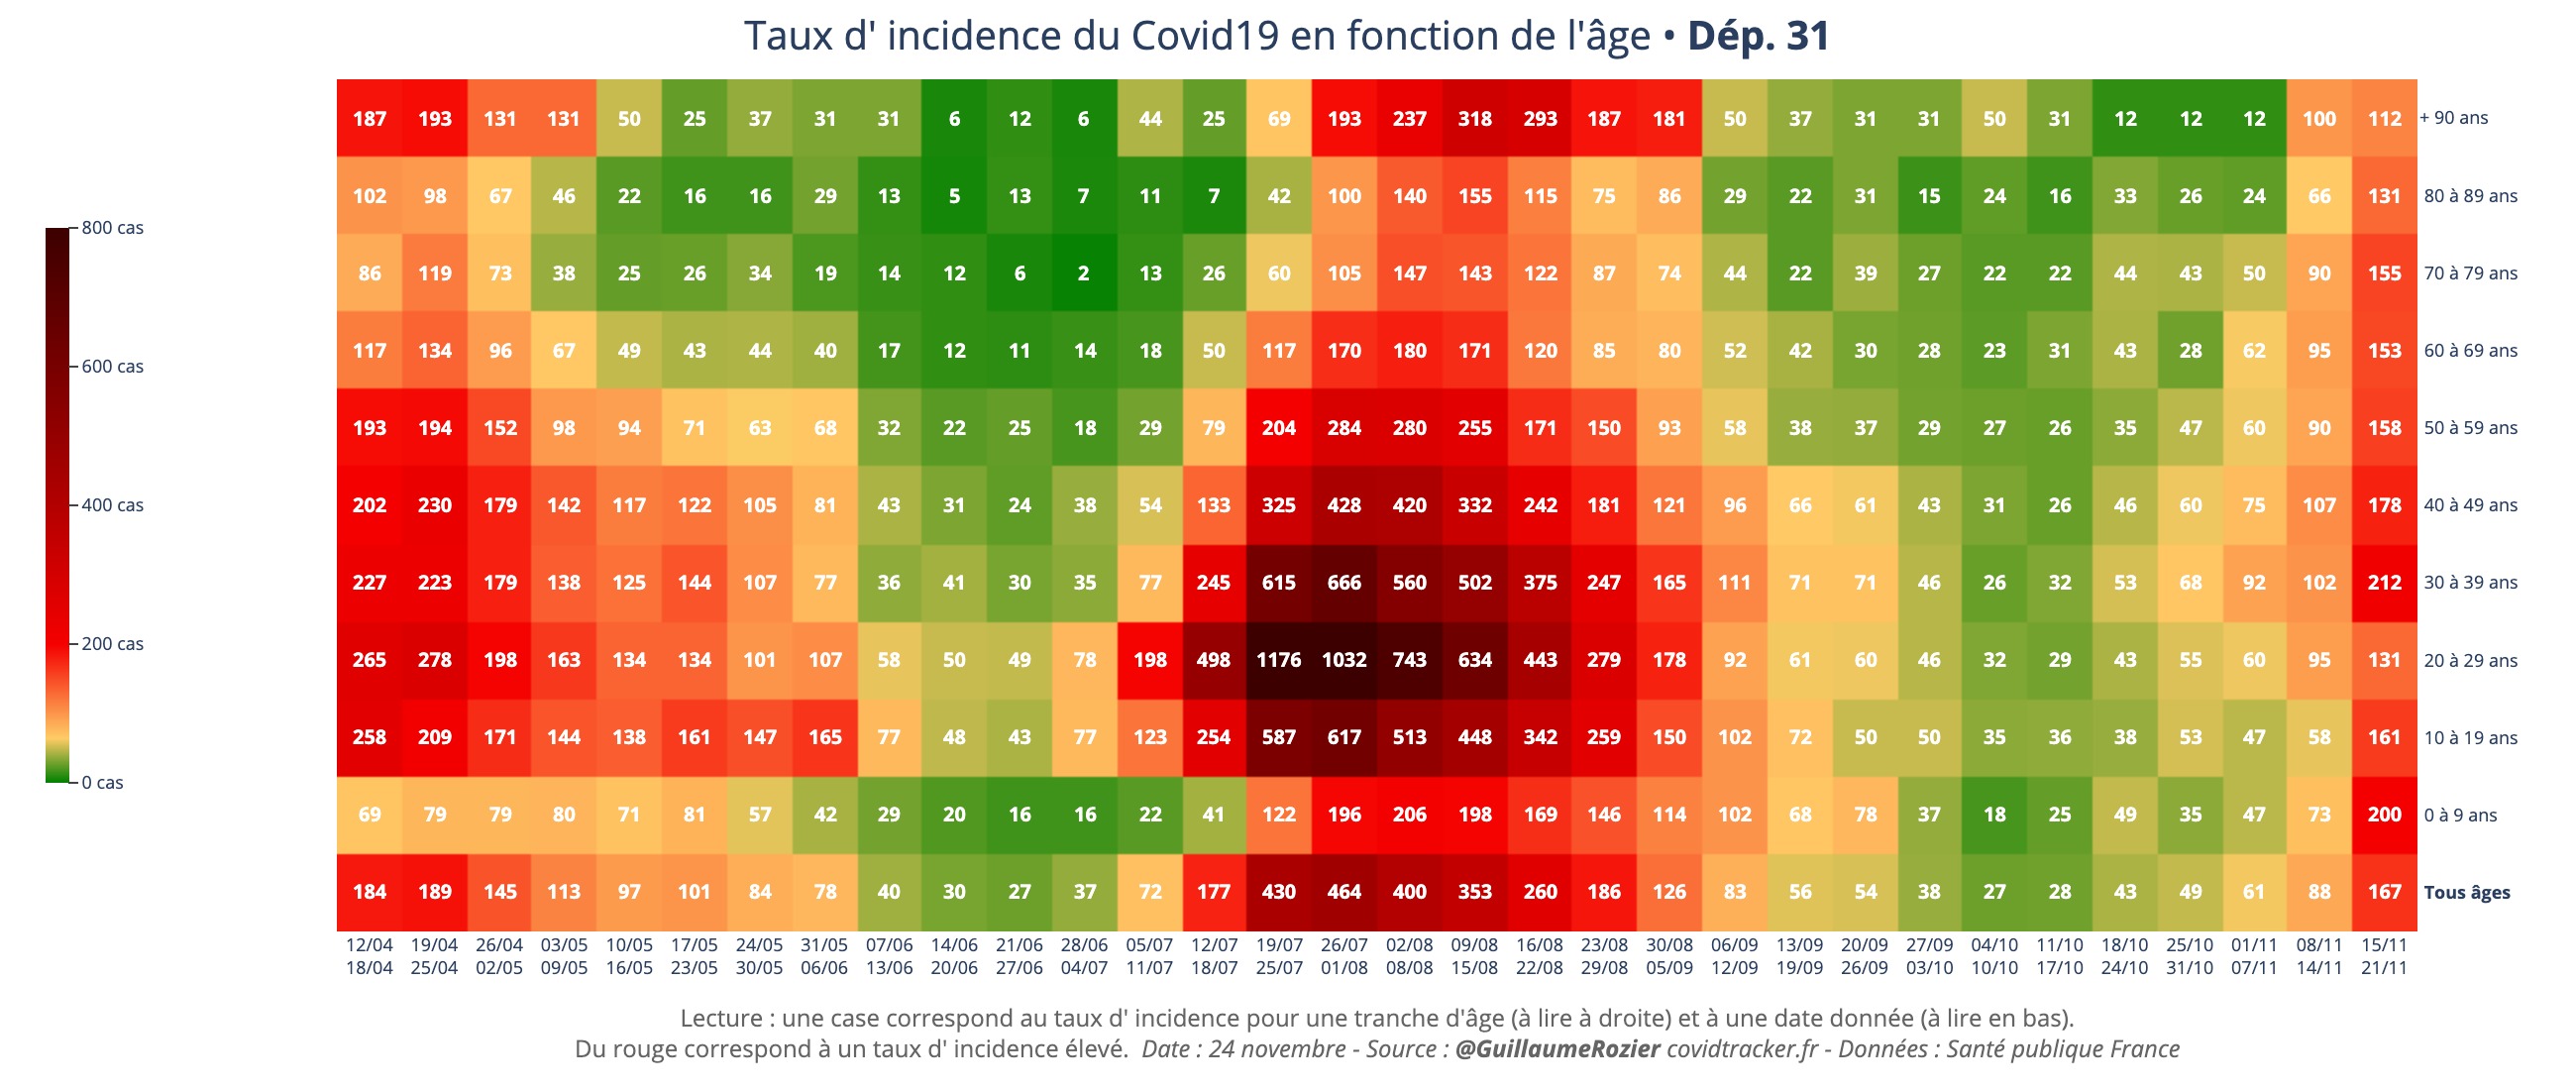 Taux d' incidence du Covid19 en fonction de l'âge • Dép. 31
187 193 131 131 50 25 37 31 31 6 12 6 44 25 69 193 237 318 293 187 181 50 37 31 31 50 31 12 12 12 100 112 + 90 ans
102 98 67 46 22 16 16 29 13 5 13 7 11 7 42 100 140 155 115 75 86 29 22 31 15 24 16 33 26 24 66 131 80 à 89 ans
86 119 73 38 25 26 34 19 14 12 6 2 13 26 60 105 147 143 122 87 74 44 22 39 27 22 22 44 43 50 90 155 70 à 79 ans
117 134 96 67 49 43 44 40 17 12 11 14 18 50 117 170 180 171 120 85 80 52 42 30 28 23 31 43 28 62 95 153 60 à 69 ans
193 194 152 98 94 71 63 68 32 22 25 18 29 79 204 284 280 255 171 150 93 58 38 37 29 27 26 35 47 60 90 158 50 à 59 ans
202 230 179 142 117 122 105 81 43 31 24 38 54 133 325 428 420 332 242 181 121 96 66 61 43 31 26 46 60 75 107 178 40 à 49 ans
227 223 179 138 125 144 107 77 36 41 30 35 77 245 615 666 560 502 375 247 165 111 71 71 46 26 32 53 68 92 102 212 30 à 39 ans
265 278 198 163 134 134 101 107 58 50 49 78 198 498 1176 1032 743 634 443 279 178 92 61 60 46 32 29 43 55 60 95 131 20 à 29 ans
258 209 171 144 138 161 147 165 77 48 43 77 123 254 587 617 513 448 342 259 150 102 72 50 50 35 36 38 53 47 58 161 10 à 19 ans
69 79 79 80 71 81 57 42 29 20 16 16 22 41 122 196 206 198 169 146 114 102 68 78 37 18 25 49 35 47 73 200 0 à 9 ans
184 189 145 113 97 101 84 78 40 30 27 37 72 177 430 464 400 353 260 186 126 83 56 54 38 27 28 43 49 61 88 167 Tous âges
12/04 19/04 26/04 03/05 10/05 17/05 24/05 31/05 07/06 14/06 21/06 28/06 05/07 12/07 19/07 26/07 02/08 09/08 16/08 23/08 30/08 06/09 13/09 20/09 27/09 04/10 11/10 18/10 25/10 01/11 08/11 15/11
18/04 25/04 02/05 09/05 16/05 23/05 30/05 06/06 13/06 20/06 27/06 04/07 11/07 18/07 25/07 01/08 08/08 15/08 22/08 29/08 05/09 12/09 19/09 26/09 03/10 10/10 17/10 24/10 31/10 07/11 14/11 21/11
800 cas
600 cas
400 cas
200 cas
0 cas
Lecture : une case correspond au taux d' incidence pour une tranche d'âge (à lire à droite) et à une date donnée (à lire en bas).
Du rouge correspond à un taux d' incidence élevé. Date : 24 novembre - Source : @GuillaumeRozier covidtracker.fr - Données : Santé publique France